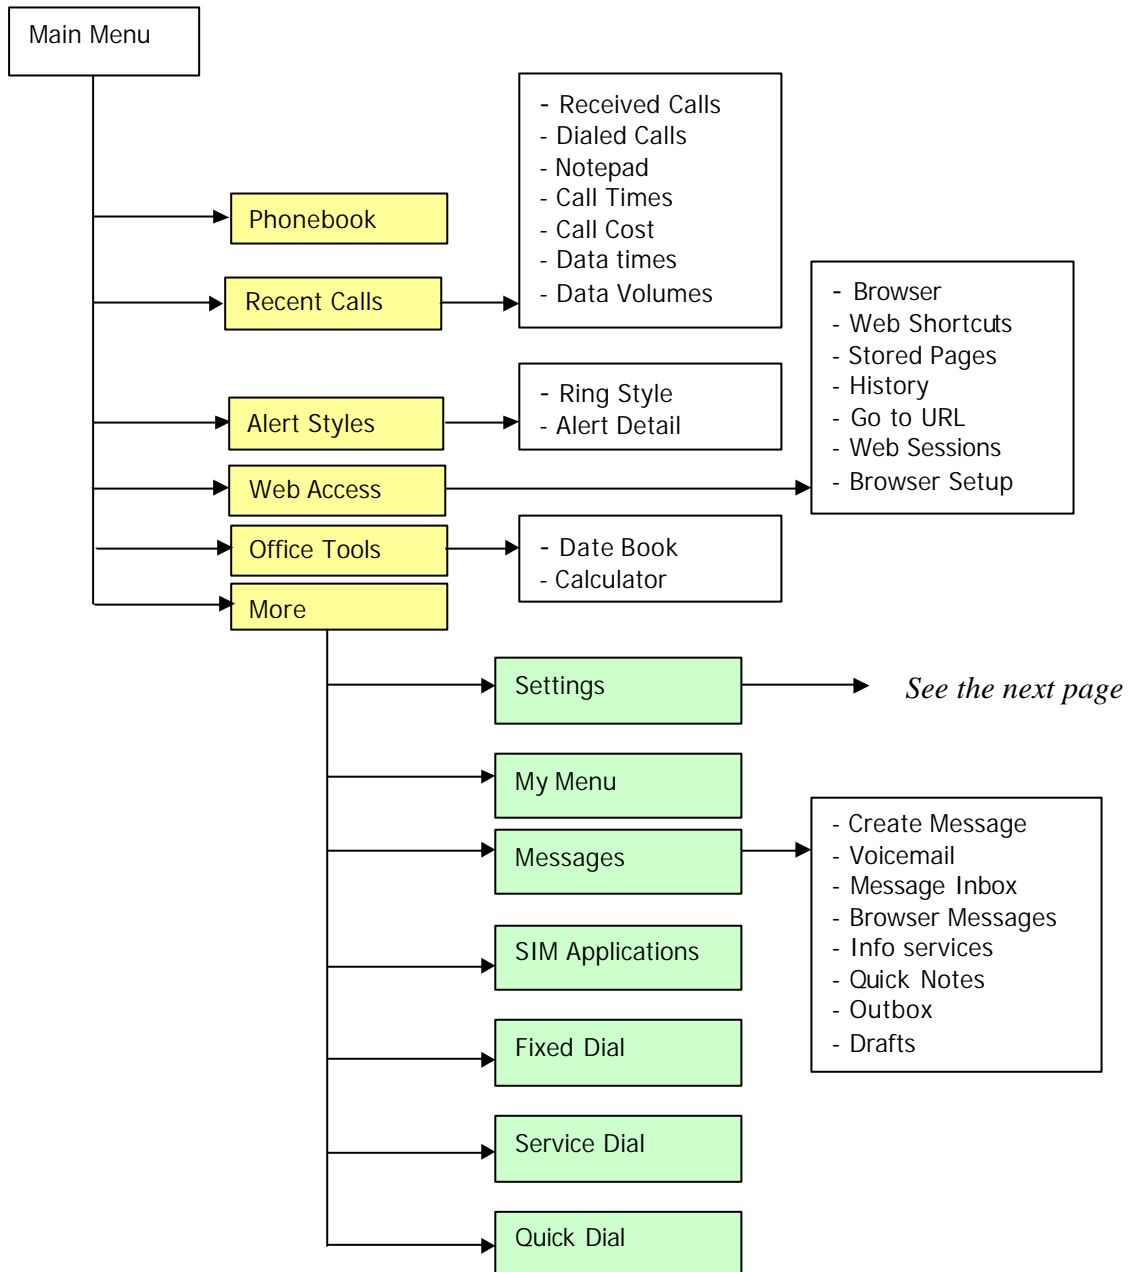 Main Menu
Phonebook
Recent Calls
- Received Calls
- Dialed Calls
- Notepad
- Call Times
- Call Cost
- Data times
- Data Volumes
Alert Styles
- Ring Style
- Alert Detail
Web Access
- Browser
- Web Shortcuts
- Stored Pages
- History
- Go to URL
- Web Sessions
- Browser Setup
Office Tools
- Date Book
- Calculator
More
Settings
See the next page
My Menu
Messages
- Create Message
- Voicemail
- Message Inbox
- Browser Messages
- Info services
- Quick Notes
- Outbox
- Drafts
SIM Applications
Fixed Dial
Service Dial
Quick Dial